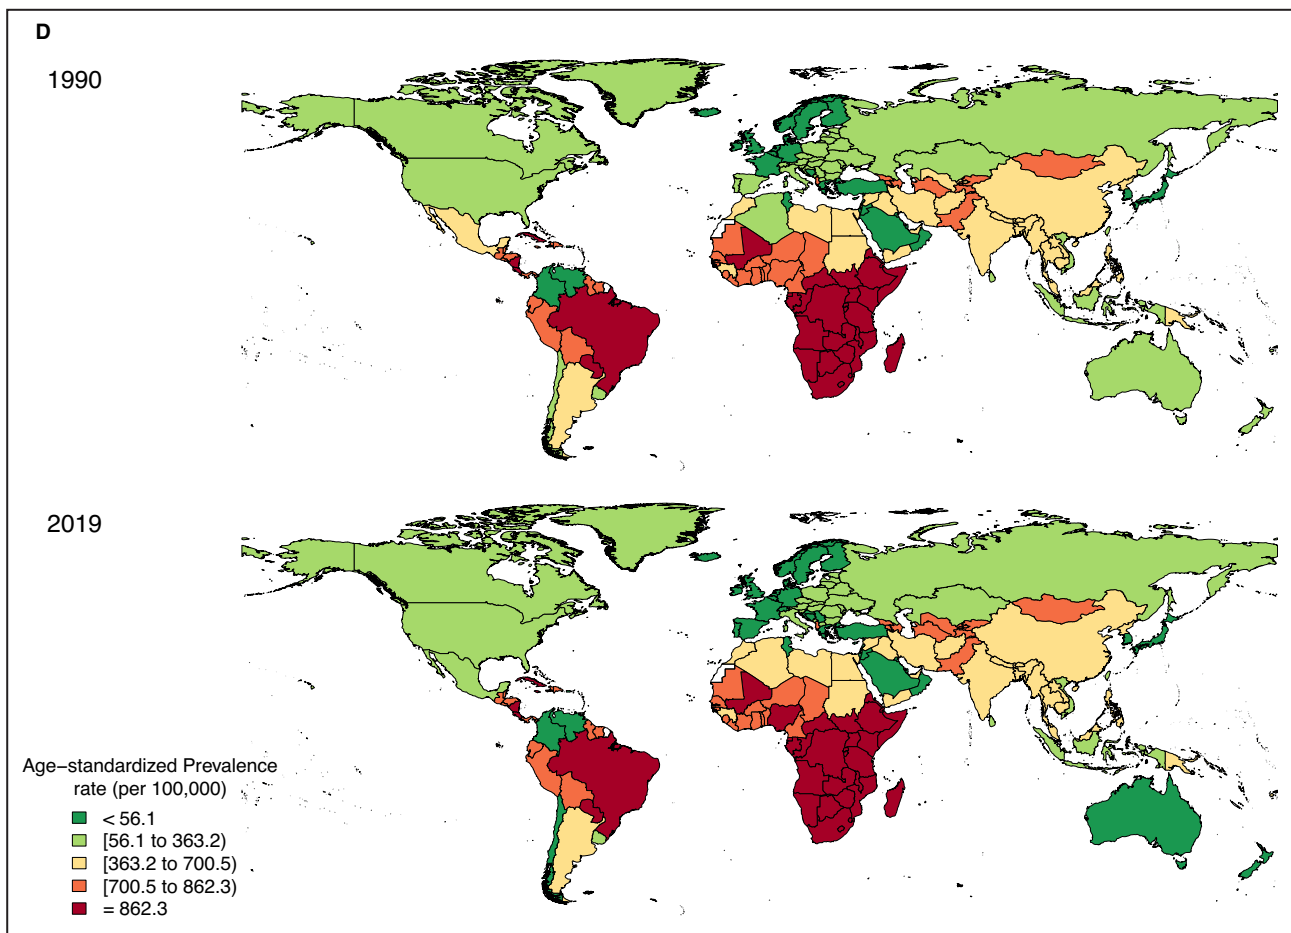 D
1990
2019
Age−standardized Prevalence
rate (per 100,000)
< 56.1
[56.1 to 363.2)
[363.2 to 700.5)
[700.5 to 862.3)
= 862.3